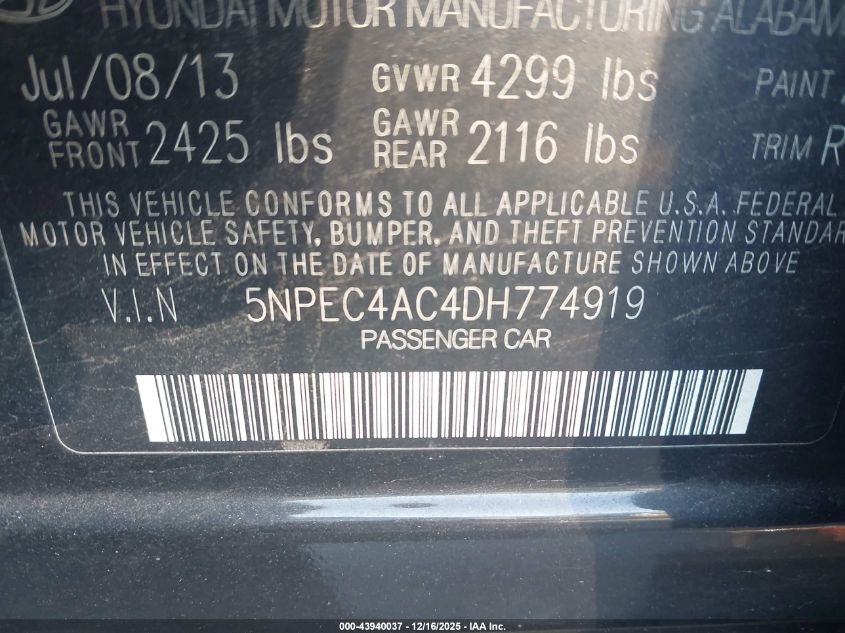 HYUNDAI MOTOR MANUFACTURING ALABAM
Jul/08/13 GVWR 4299 lbs PAINT
GAWR FRONT 2425 lbs GAWR REAR 2116 lbs TRIM R
THIS VEHICLE CONFORMS TO ALL APPLICABLE U.S.A. FEDERAL
MOTOR VEHICLE SAFETY, BUMPER, AND THEFT PREVENTION STANDAR
IN EFFECT ON THE DATE OF MANUFACTURE SHOWN ABOVE
V.I.N 5NPEC4AC4DH774919
PASSENGER CAR
000-43940037 - 12/16/2025 - IAA Inc.